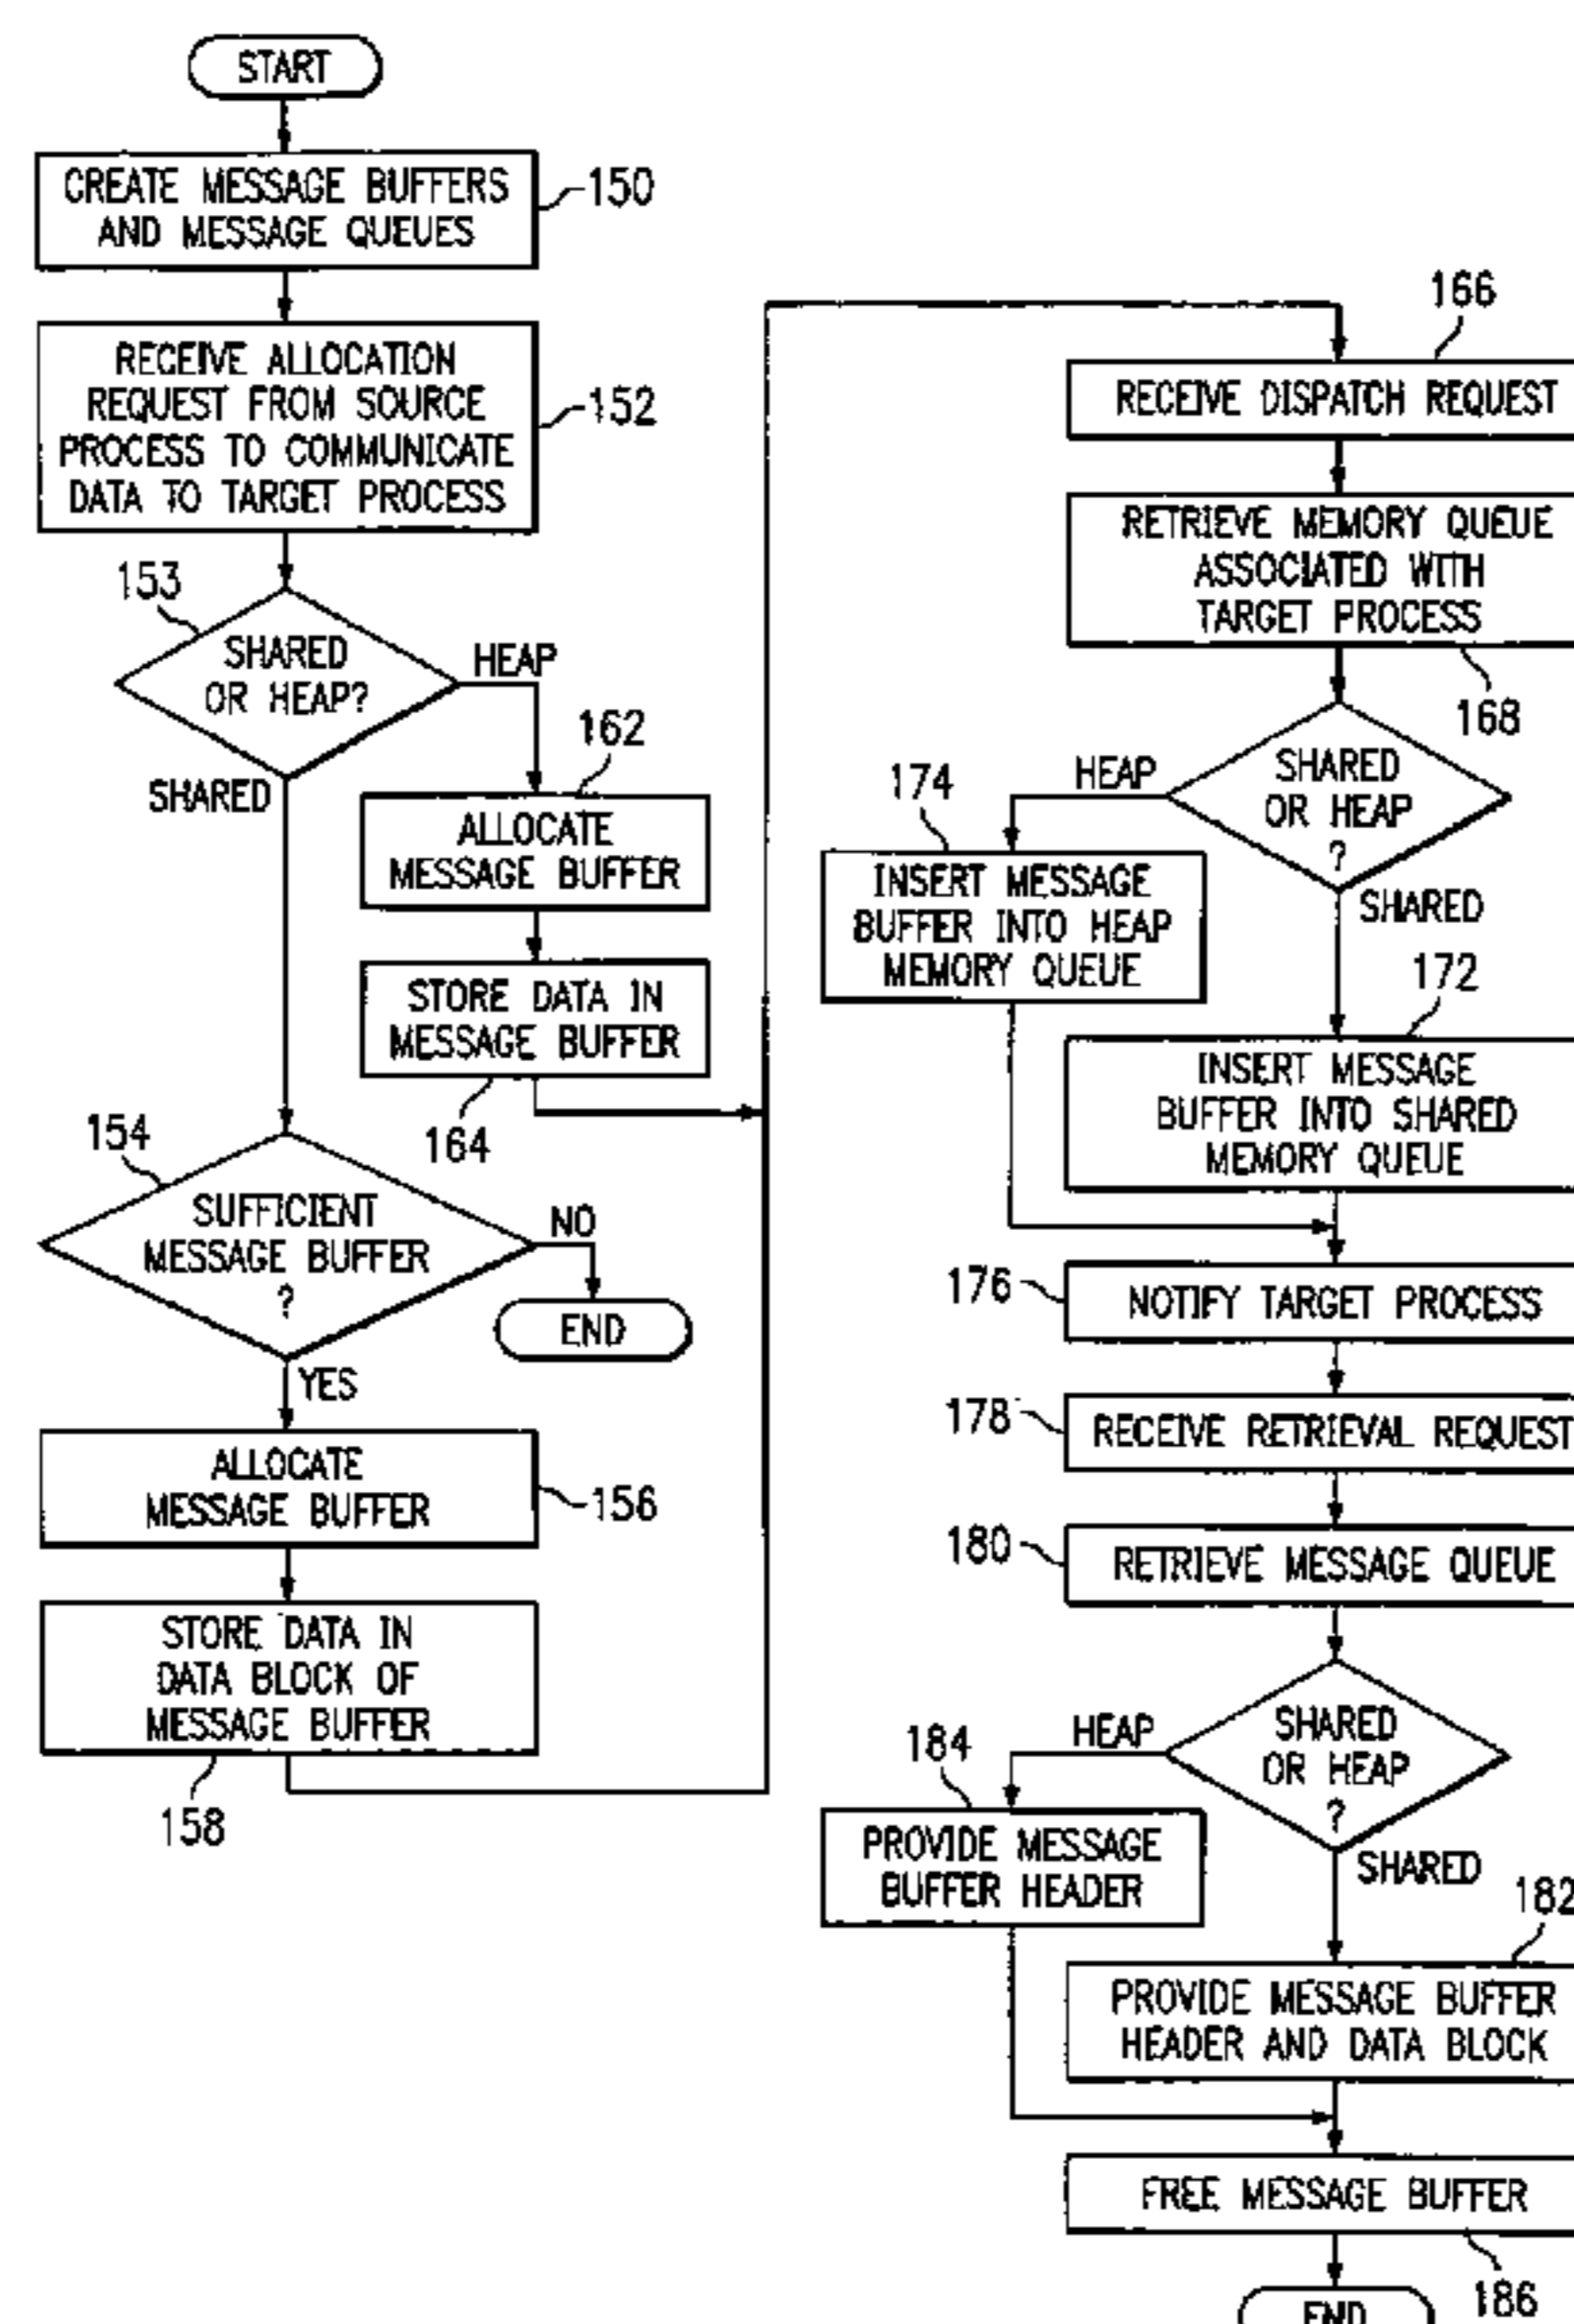 START
CREATE MESSAGE BUFFERS
AND MESSAGE QUEUES
150
RECEIVE ALLOCATION
REQUEST FROM SOURCE
PROCESS TO COMMUNICATE
DATA TO TARGET PROCESS
152
153
SHARED
OR HEAP?
HEAP
SHARED
162
ALLOCATE
MESSAGE BUFFER
STORE DATA IN
MESSAGE BUFFER
164
154
SUFFICIENT
MESSAGE BUFFER
?
NO
END
YES
ALLOCATE
MESSAGE BUFFER
156
STORE DATA IN
DATA BLOCK OF
MESSAGE BUFFER
158
166
RECEIVE DISPATCH REQUEST
RETRIEVE MEMORY QUEUE
ASSOCIATED WITH
TARGET PROCESS
168
SHARED
OR HEAP
?
HEAP
174
INSERT MESSAGE
BUFFER INTO HEAP
MEMORY QUEUE
SHARED
172
INSERT MESSAGE
BUFFER INTO SHARED
MEMORY QUEUE
176
NOTIFY TARGET PROCESS
178
RECEIVE RETRIEVAL REQUEST
180
RETRIEVE MESSAGE QUEUE
SHARED
OR HEAP
?
HEAP
184
PROVIDE MESSAGE
BUFFER HEADER
SHARED
182
PROVIDE MESSAGE BUFFER
HEADER AND DATA BLOCK
FREE MESSAGE BUFFER
186
END